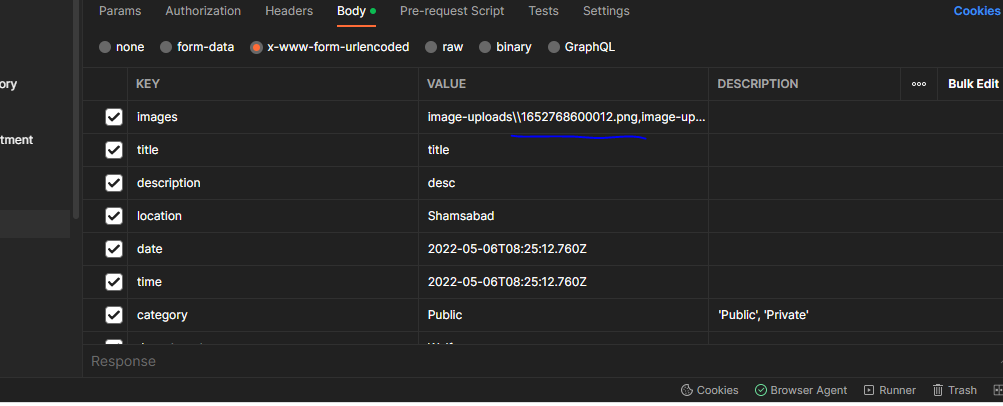 Params Authorization Headers Body Pre-request Script Tests Settings Cookies
none form-data x-www-form-urlencoded raw binary GraphQL
KEY VALUE DESCRIPTION ooo Bulk Edit
ory
images image-uploads\\1652768600012.png,image-up...
tment
title title
description desc
location Shamsabad
date 2022-05-06T08:25:12.760Z
time 2022-05-06T08:25:12.760Z
category Public 'Public', 'Private'
Response
Cookies Browser Agent Runner Trash